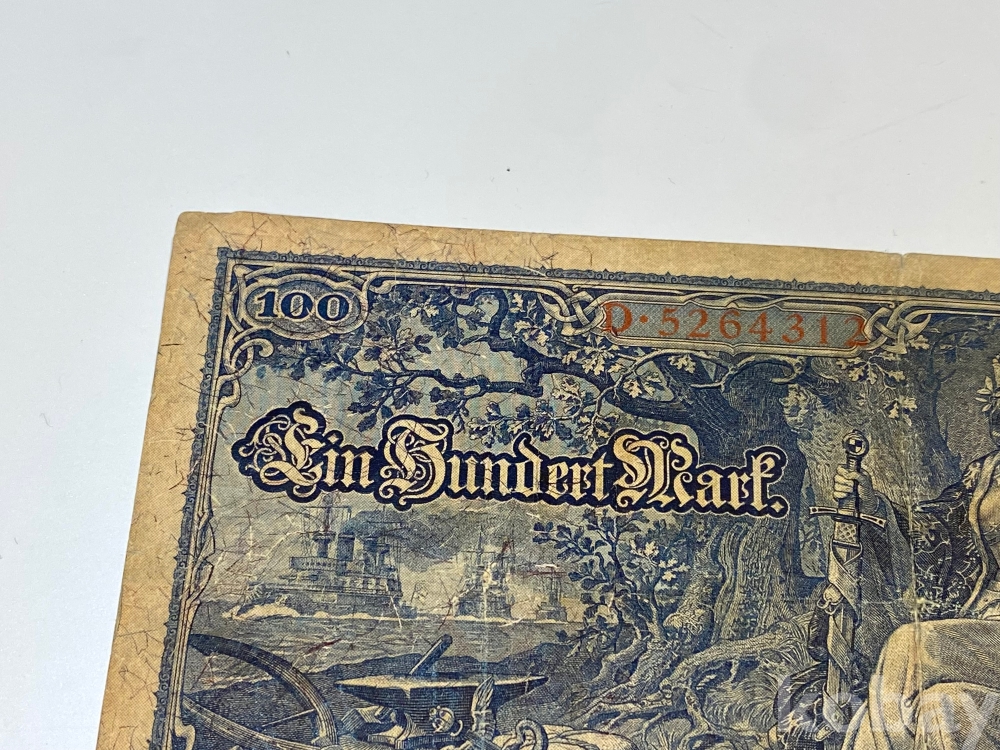 100
D·5264312
Ein Hundert Mark.